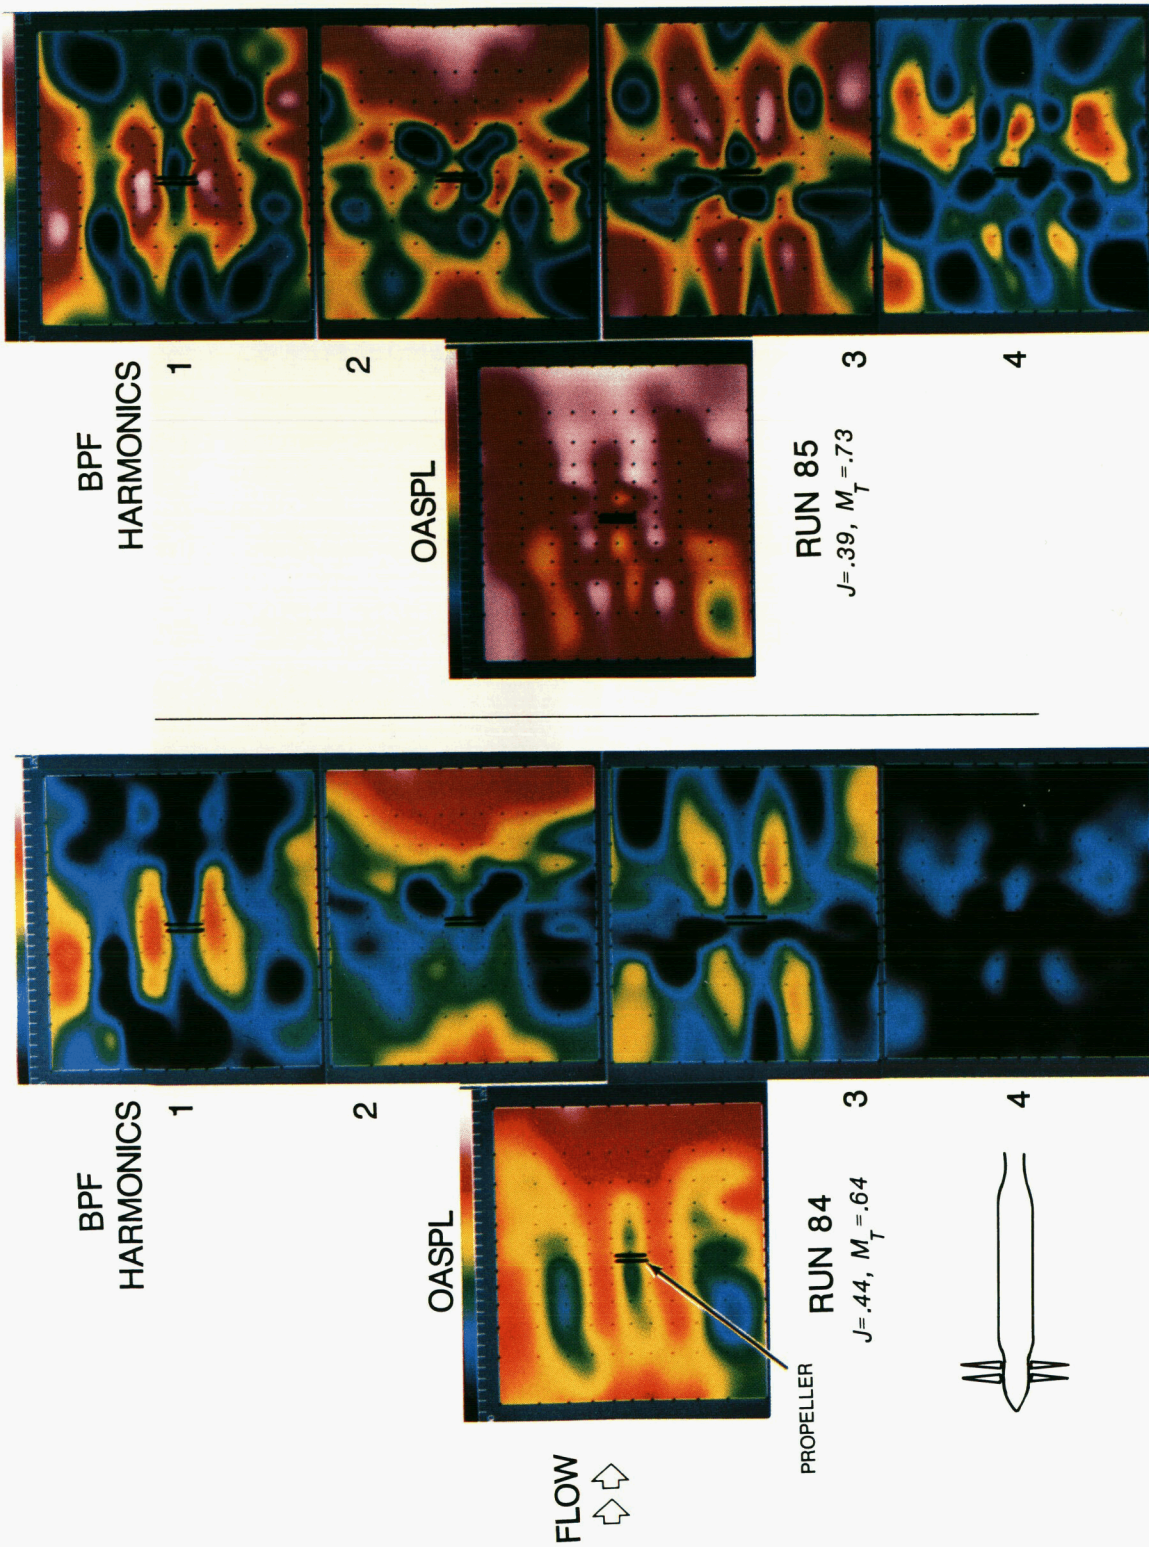 BPF
HARMONICS
1
2
3
4
OASPL
RUN 84
J=.44, M_T=.64
PROPELLER
FLOW
BPF
HARMONICS
1
2
3
4
OASPL
RUN 85
J=.39, M_T=.73